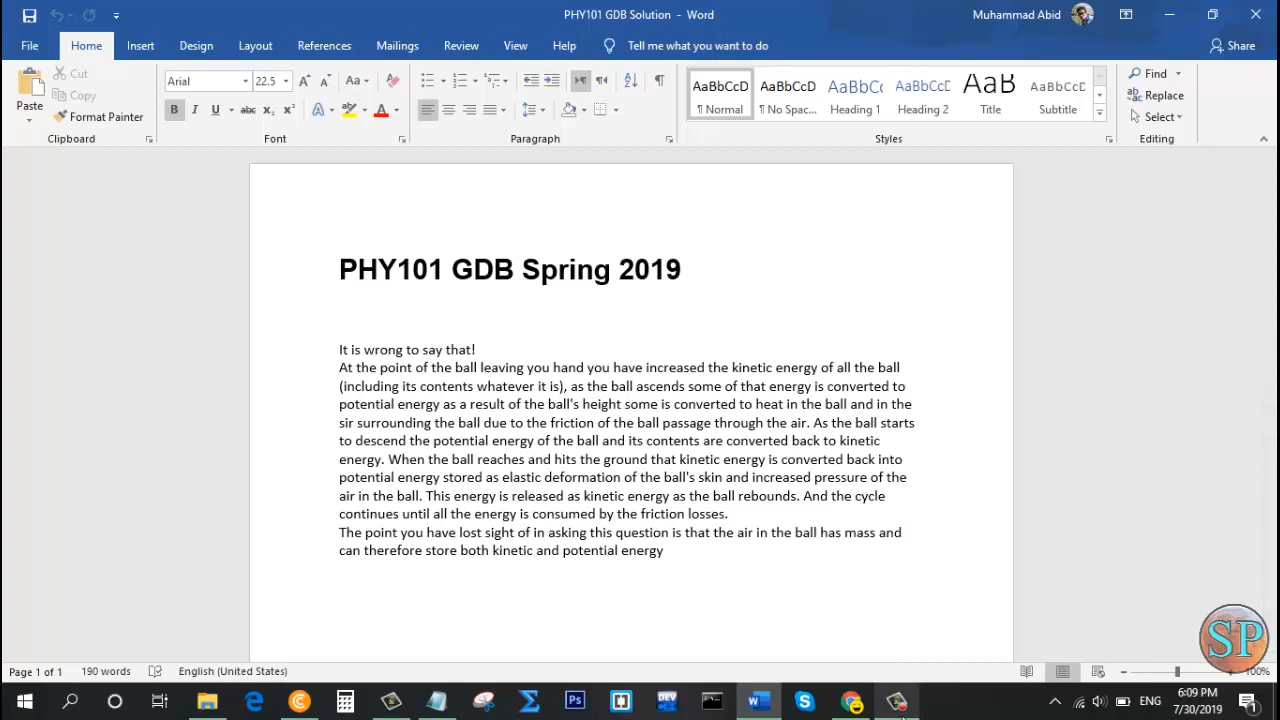 PHY101 GDB Solution - Word
Muhammad Abid
File Home Insert Design Layout References Mailings Review View Help Tell me what you want to do Share
Paste
Cut
Copy
Format Painter
Clipboard
Arial 22.5
Font
Paragraph
AaBbCcD AaBbCcD AaBbC AaBbCcD AaB AaBbCcD
¶ Normal ¶ No Spac... Heading 1 Heading 2 Title Subtitle
Styles
Find
Replace
Select
Editing
PHY101 GDB Spring 2019
It is wrong to say that!
At the point of the ball leaving you hand you have increased the kinetic energy of all the ball
(including its contents whatever it is), as the ball ascends some of that energy is converted to
potential energy as a result of the ball's height some is converted to heat in the ball and in the
sir surrounding the ball due to the friction of the ball passage through the air. As the ball starts
to descend the potential energy of the ball and its contents are converted back to kinetic
energy. When the ball reaches and hits the ground that kinetic energy is converted back into
potential energy stored as elastic deformation of the ball's skin and increased pressure of the
air in the ball. This energy is released as kinetic energy as the ball rebounds. And the cycle
continues until all the energy is consumed by the friction losses.
The point you have lost sight of in asking this question is that the air in the ball has mass and
can therefore store both kinetic and potential energy
SP
Page 1 of 1 190 words English (United States) 100%
ENG
6:09 PM
7/30/2019